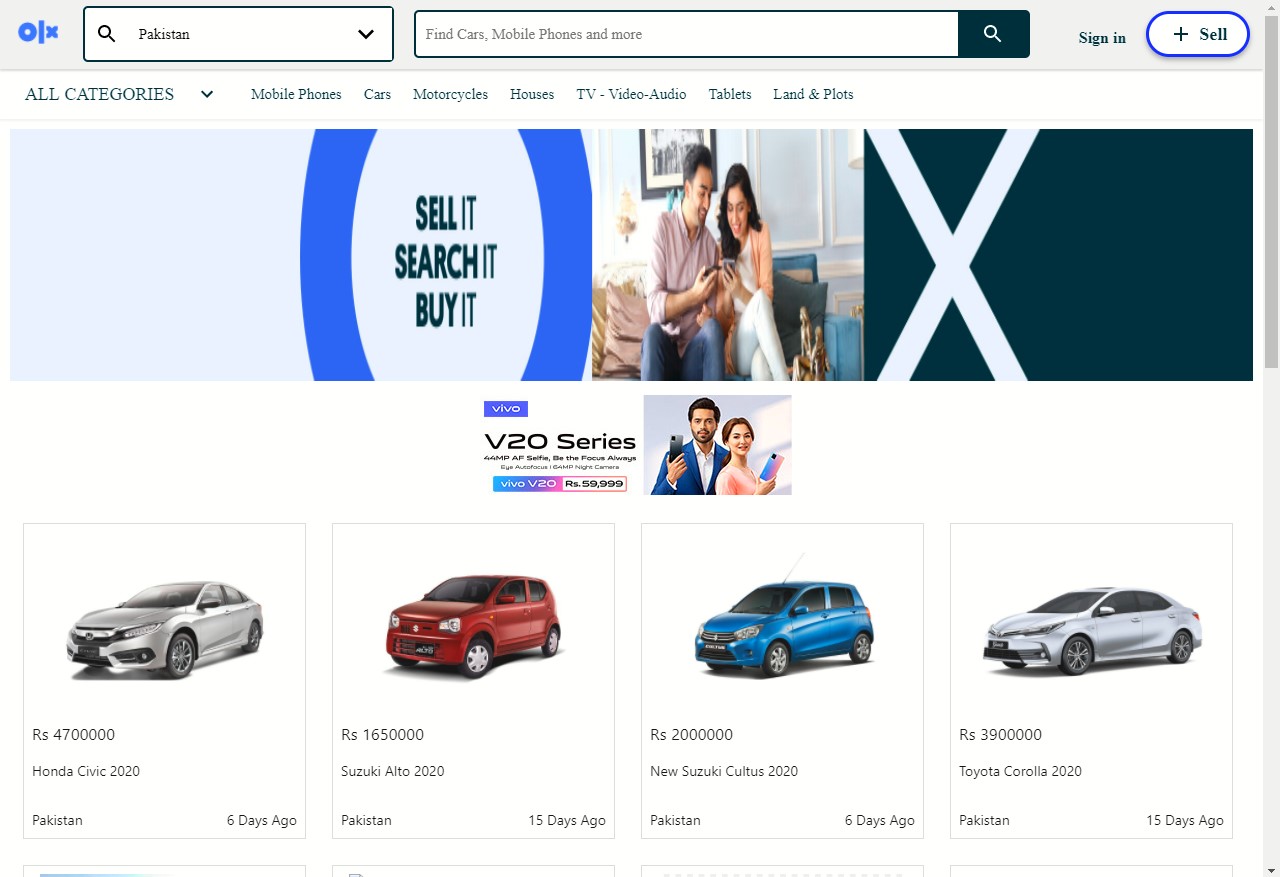 olx
Pakistan
Find Cars, Mobile Phones and more
Sign in
+ Sell
ALL CATEGORIES
Mobile Phones
Cars
Motorcycles
Houses
TV - Video-Audio
Tablets
Land & Plots
SELL IT
SEARCH IT
BUY IT
vivo
V20 Series
44MP AF Selfie, Be the Focus Always
Eye Autofocus | 64MP Night Camera
vivo V20 Rs.59,999
Rs 4700000
Honda Civic 2020
Pakistan
6 Days Ago
Rs 1650000
Suzuki Alto 2020
Pakistan
15 Days Ago
Rs 2000000
New Suzuki Cultus 2020
Pakistan
6 Days Ago
Rs 3900000
Toyota Corolla 2020
Pakistan
15 Days Ago